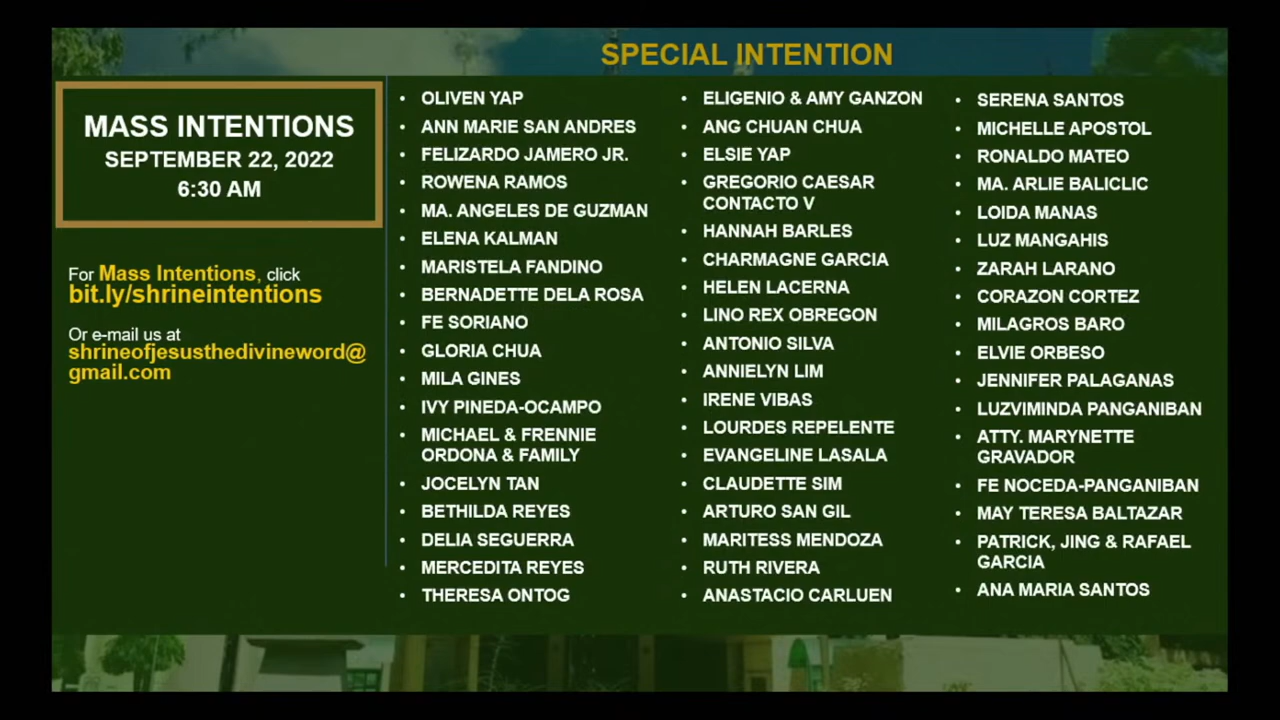 SPECIAL INTENTION
MASS INTENTIONS
SEPTEMBER 22, 2022
6:30 AM
For Mass Intentions, click
bit.ly/shrineintentions
Or e-mail us at
shrineofjesusthedivineword@
gmail.com
• OLIVEN YAP
• ANN MARIE SAN ANDRES
• FELIZARDO JAMERO JR.
• ROWENA RAMOS
• MA. ANGELES DE GUZMAN
• ELENA KALMAN
• MARISTELA FANDINO
• BERNADETTE DELA ROSA
• FE SORIANO
• GLORIA CHUA
• MILA GINES
• IVY PINEDA-OCAMPO
• MICHAEL & FRENNIE
ORDONA & FAMILY
• JOCELYN TAN
• BETHILDA REYES
• DELIA SEGUERRA
• MERCEDITA REYES
• THERESA ONTOG
• ELIGENIO & AMY GANZON
• ANG CHUAN CHUA
• ELSIE YAP
• GREGORIO CAESAR
CONTACTO V
• HANNAH BARLES
• CHARMAGNE GARCIA
• HELEN LACERNA
• LINO REX OBREGON
• ANTONIO SILVA
• ANNIELYN LIM
• IRENE VIBAS
• LOURDES REPELENTE
• EVANGELINE LASALA
• CLAUDETTE SIM
• ARTURO SAN GIL
• MARITESS MENDOZA
• RUTH RIVERA
• ANASTACIO CARLUEN
• SERENA SANTOS
• MICHELLE APOSTOL
• RONALDO MATEO
• MA. ARLIE BALICLIC
• LOIDA MANAS
• LUZ MANGAHIS
• ZARAH LARANO
• CORAZON CORTEZ
• MILAGROS BARO
• ELVIE ORBESO
• JENNIFER PALAGANAS
• LUZVIMINDA PANGANIBAN
• ATTY. MARYNETTE
GRAVADOR
• FE NOCEDA-PANGANIBAN
• MAY TERESA BALTAZAR
• PATRICK, JING & RAFAEL
GARCIA
• ANA MARIA SANTOS